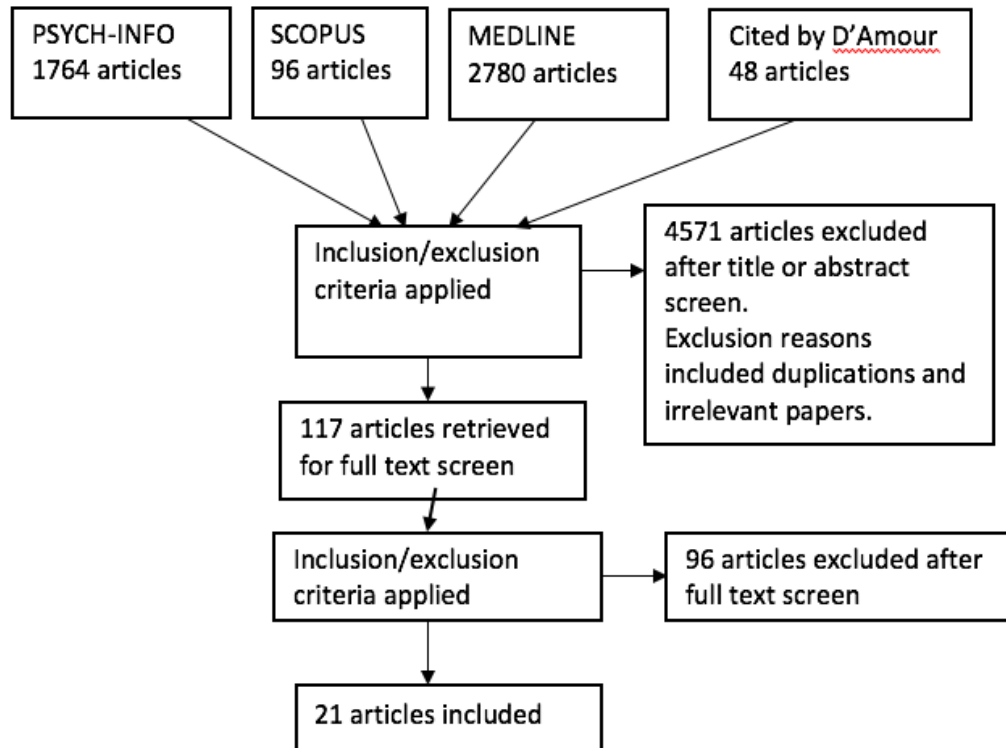 PSYCH-INFO
1764 articles
SCOPUS
96 articles
MEDLINE
2780 articles
Cited by D'Amour
48 articles
Inclusion/exclusion
criteria applied
4571 articles excluded
after title or abstract
screen.
Exclusion reasons
included duplications and
irrelevant papers.
117 articles retrieved
for full text screen
Inclusion/exclusion
criteria applied
96 articles excluded after
full text screen
21 articles included